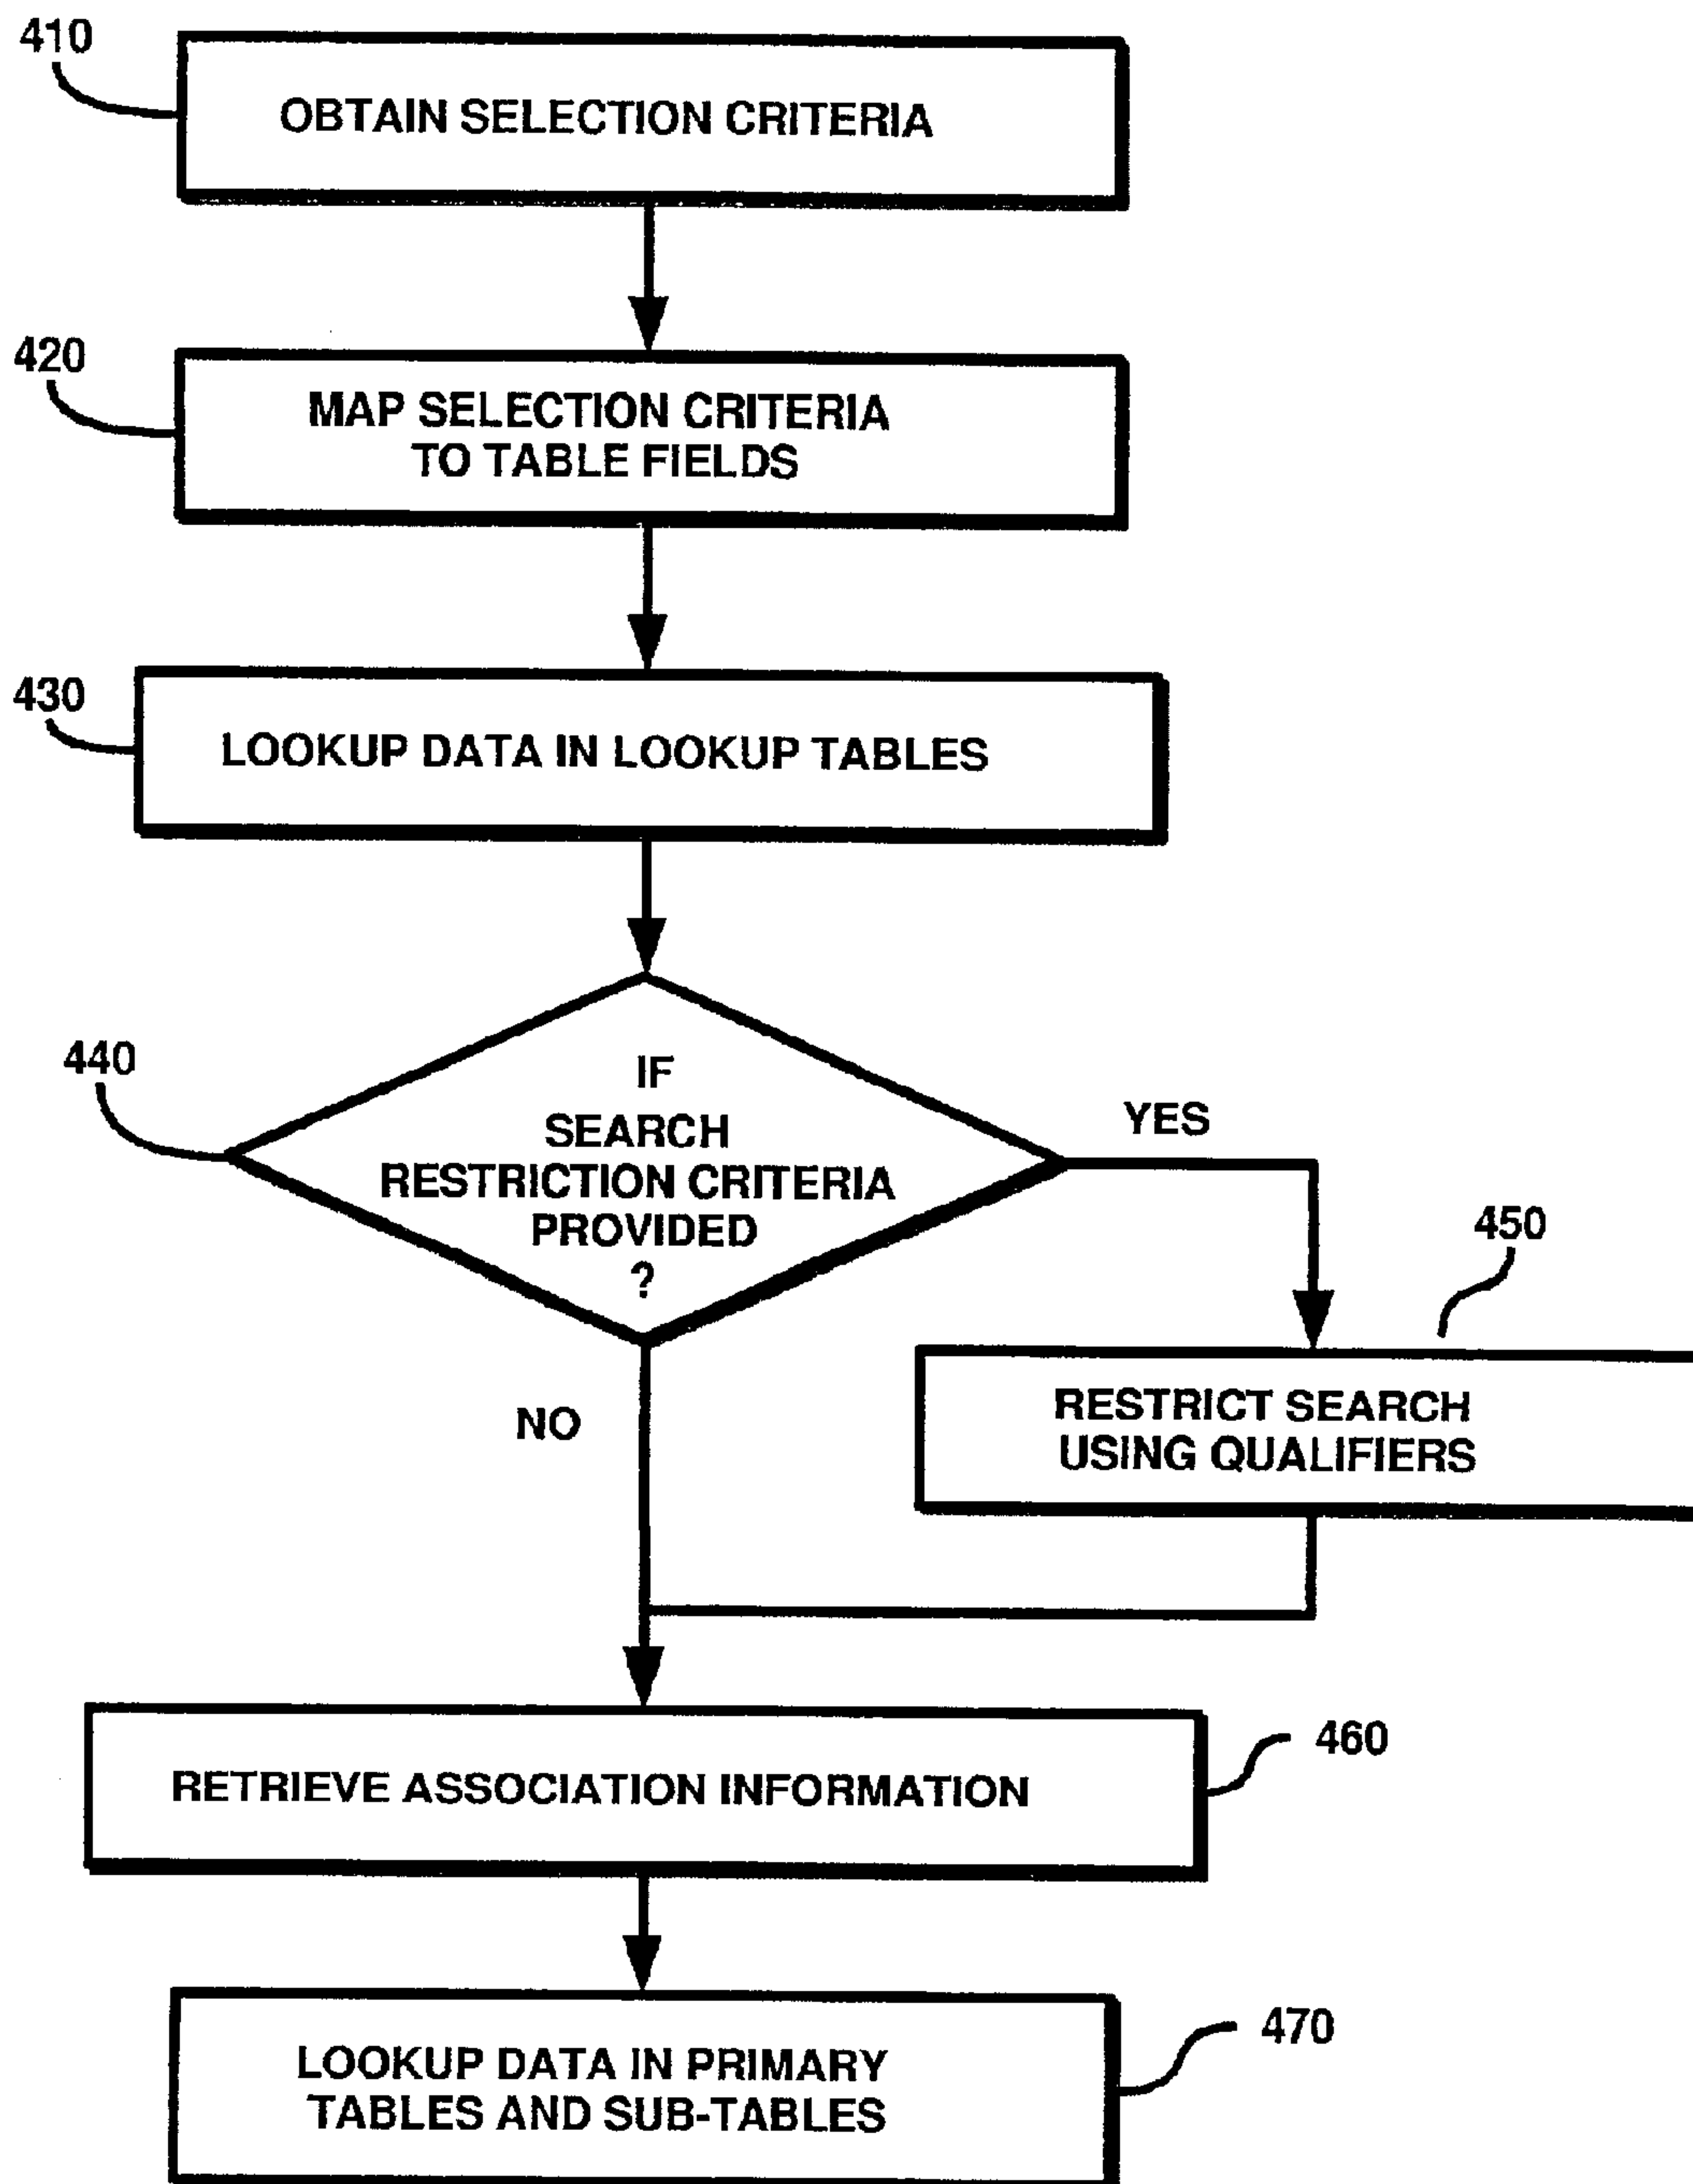 410
OBTAIN SELECTION CRITERIA
420
MAP SELECTION CRITERIA
TO TABLE FIELDS
430
LOOKUP DATA IN LOOKUP TABLES
440
IF
SEARCH
RESTRICTION CRITERIA
PROVIDED
?
YES
450
RESTRICT SEARCH
USING QUALIFIERS
NO
460
RETRIEVE ASSOCIATION INFORMATION
470
LOOKUP DATA IN PRIMARY
TABLES AND SUB-TABLES